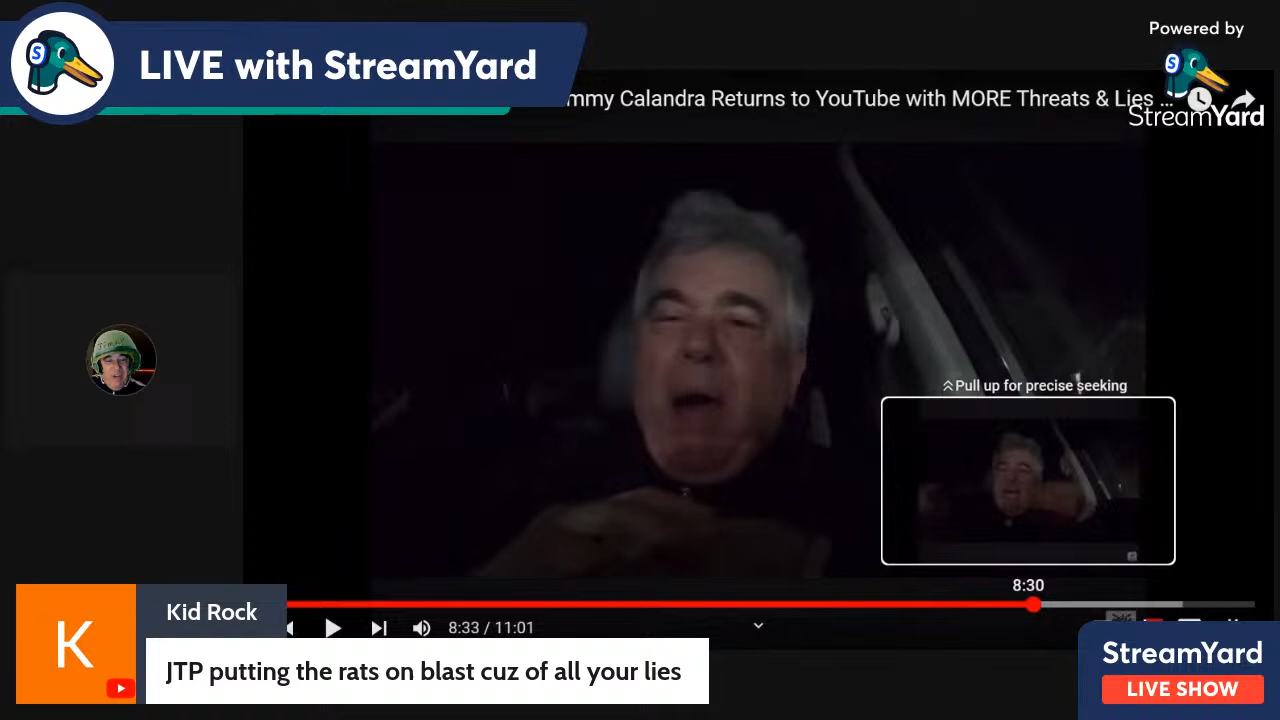 LIVE with StreamYard
Powered by
StreamYard
mmy Calandra Returns to YouTube with MORE Threats & Lies ...
Pull up for precise seeking
8:30
Kid Rock
8:33 / 11:01
K
JTP putting the rats on blast cuz of all your lies
StreamYard
LIVE SHOW